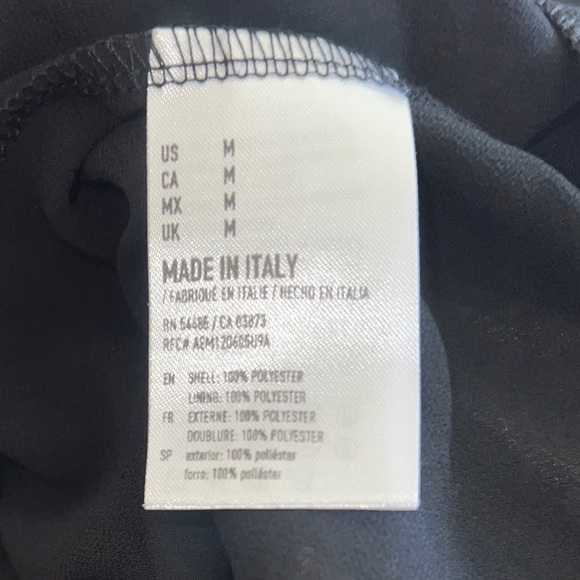 US M
CA M
MX M
UK M
MADE IN ITALY
/ FABRIQUÉ EN ITALIE / HECHO EN ITALIA
RN 54486 / CA 03873
RFC# AEM120605U9A
EN SHELL: 100% POLYESTER
LINING: 100% POLYESTER
FR EXTERNE: 100% POLYESTER
DOUBLURE: 100% POLYESTER
SP exterior: 100% poliéster
forro: 100% poliéster